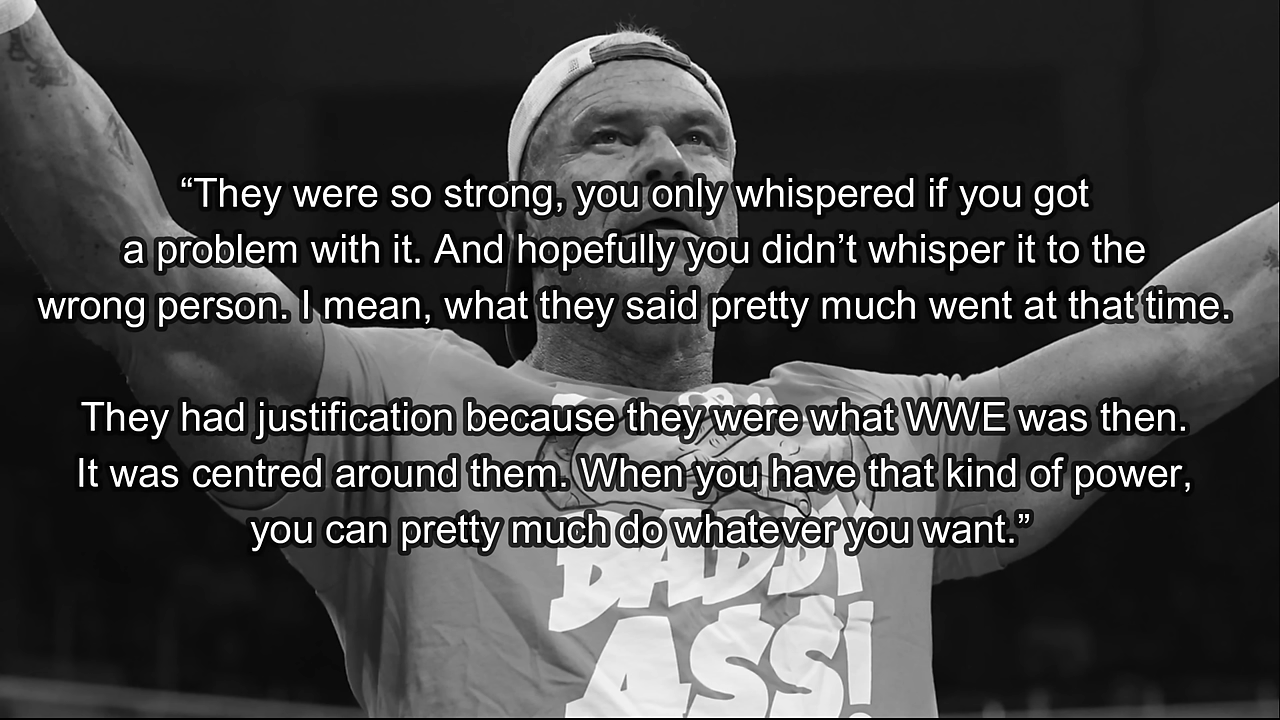 “They were so strong, you only whispered if you got
a problem with it. And hopefully you didn’t whisper it to the
wrong person. I mean, what they said pretty much went at that time.
They had justification because they were what WWE was then.
It was centred around them. When you have that kind of power,
you can pretty much do whatever you want.”
DADDY
A$$!